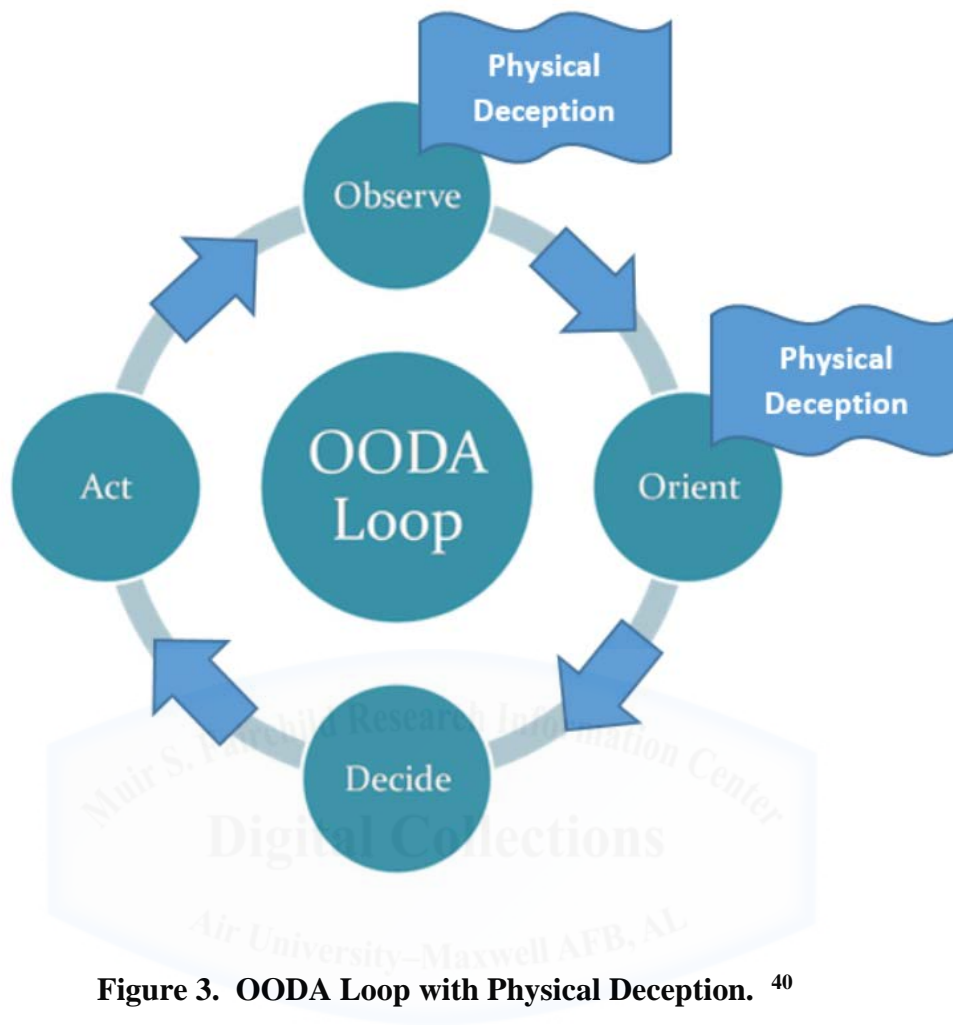 Physical
Deception
Observe
Physical
Deception
OODA
Loop
Act
Orient
Decide
Muir S. Fairchild Research Information Center
Digital Collections
Air University–Maxwell AFB, AL
Figure 3. OODA Loop with Physical Deception. 40